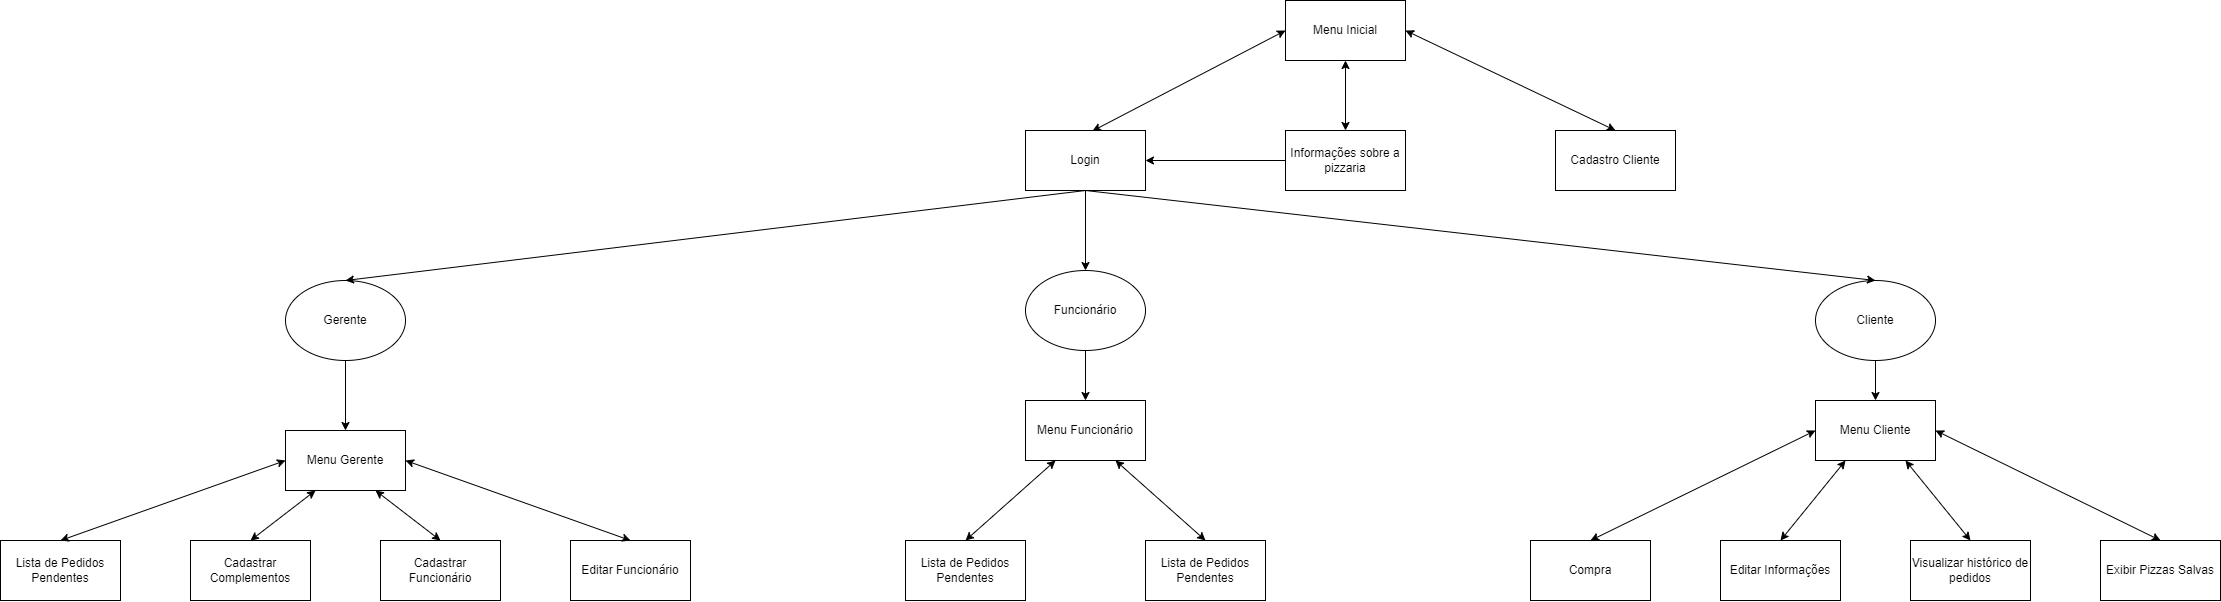 Menu Inicial
Login
Informações sobre a
pizzaria
Cadastro Cliente
Gerente
Funcionário
Cliente
Menu Gerente
Menu Funcionário
Menu Cliente
Lista de Pedidos
Pendentes
Cadastrar
Complementos
Cadastrar
Funcionário
Editar Funcionário
Lista de Pedidos
Pendentes
Lista de Pedidos
Pendentes
Compra
Editar Informações
Visualizar histórico de
pedidos
Exibir Pizzas Salvas